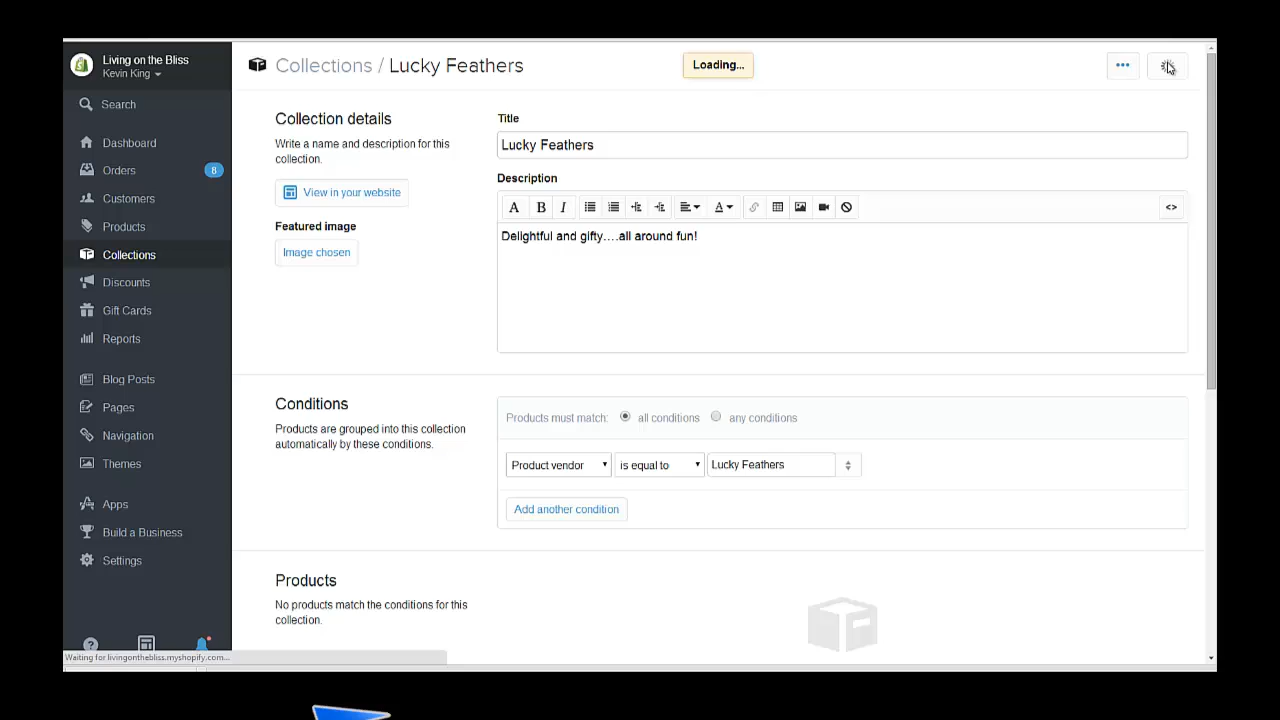 Living on the Bliss
Kevin King
Search
Dashboard
Orders 8
Customers
Products
Collections
Discounts
Gift Cards
Reports
Blog Posts
Pages
Navigation
Themes
Apps
Build a Business
Settings
?
Waiting for livingonthebliss.myshopify.com...
Collections / Lucky Feathers
Loading...
•••
Collection details
Write a name and description for this
collection.
View in your website
Featured image
Image chosen
Title
Lucky Feathers
Description
A B I A <>
Delightful and gifty....all around fun!
Conditions
Products are grouped into this collection
automatically by these conditions.
Products must match: all conditions any conditions
Product vendor is equal to Lucky Feathers
Add another condition
Products
No products match the conditions for this
collection.